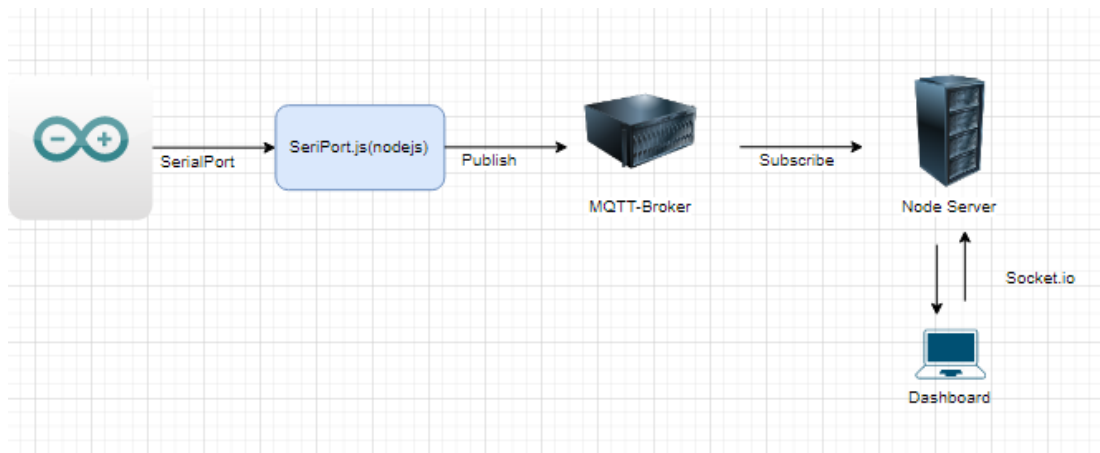 SerialPort
SeriPort.js(nodejs)
Publish
MQTT-Broker
Subscribe
Node Server
Socket.io
Dashboard